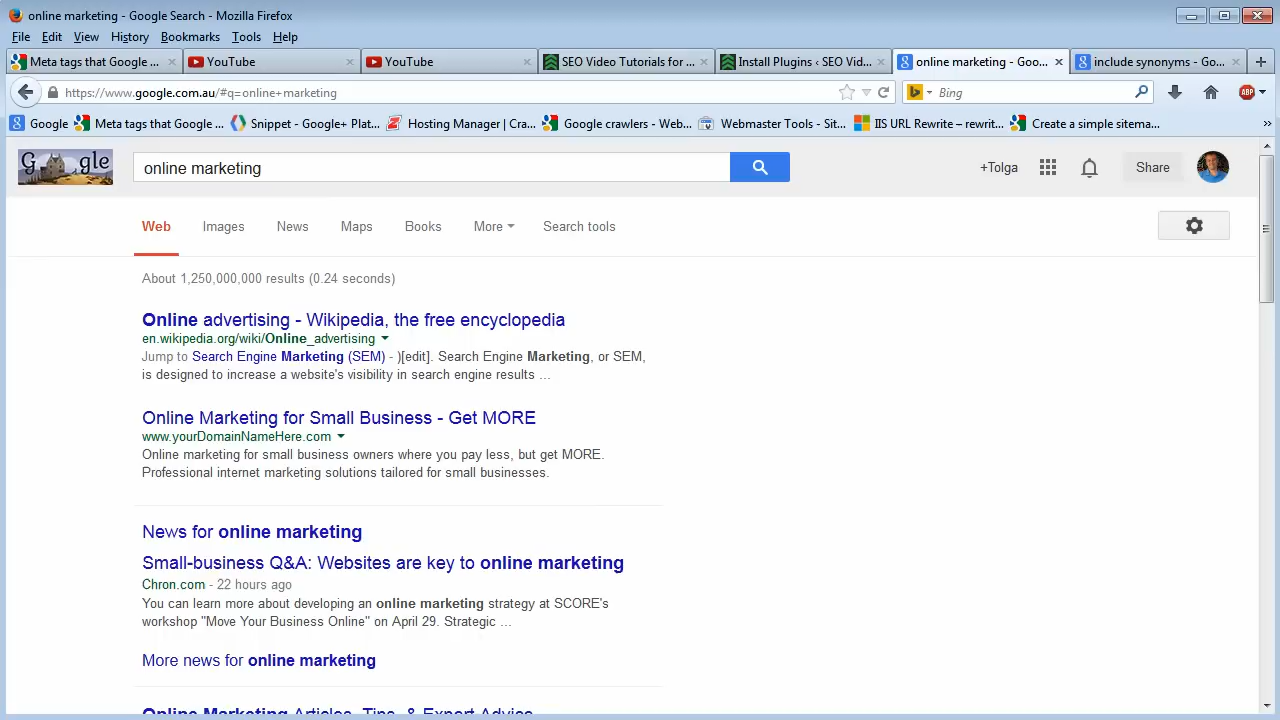 online marketing - Google Search - Mozilla Firefox
File Edit View History Bookmarks Tools Help
Meta tags that Google ... YouTube YouTube SEO Video Tutorials for ... Install Plugins ‹ SEO Vid... online marketing - Goo... include synonyms - Go...
https://www.google.com.au/#q=online+marketing Bing ABP
Google Meta tags that Google ... Snippet - Google+ Plat... Hosting Manager | Cra... Google crawlers - Web... Webmaster Tools - Sit... IIS URL Rewrite – rewrit... Create a simple sitema... »
Google online marketing +Tolga Share
Web Images News Maps Books More Search tools
About 1,250,000,000 results (0.24 seconds)
Online advertising - Wikipedia, the free encyclopedia
en.wikipedia.org/wiki/Online_advertising
Jump to Search Engine Marketing (SEM) - )[edit]. Search Engine Marketing, or SEM,
is designed to increase a website's visibility in search engine results ...
Online Marketing for Small Business - Get MORE
www.yourDomainNameHere.com
Online marketing for small business owners where you pay less, but get MORE.
Professional internet marketing solutions tailored for small businesses.
News for online marketing
Small-business Q&A: Websites are key to online marketing
Chron.com - 22 hours ago
You can learn more about developing an online marketing strategy at SCORE's
workshop "Move Your Business Online" on April 29. Strategic ...
More news for online marketing
Online Marketing Articles, Tips, & Expert Advice